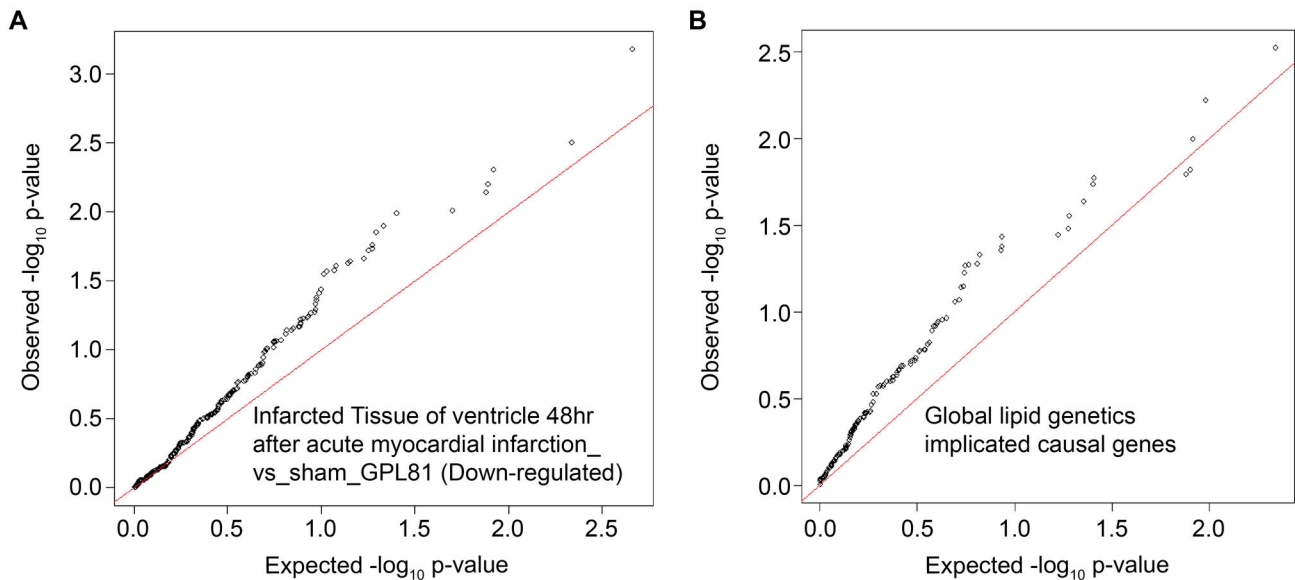 A
Observed -log10 p-value
3.0
2.5
2.0
1.5
1.0
0.5
0.0
Infarcted Tissue of ventricle 48hr
after acute myocardial infarction_
vs_sham_GPL81 (Down-regulated)
0.0 0.5 1.0 1.5 2.0 2.5
Expected -log10 p-value
B
Observed -log10 p-value
2.5
2.0
1.5
1.0
0.5
0.0
Global lipid genetics
implicated causal genes
0.0 0.5 1.0 1.5 2.0
Expected -log10 p-value